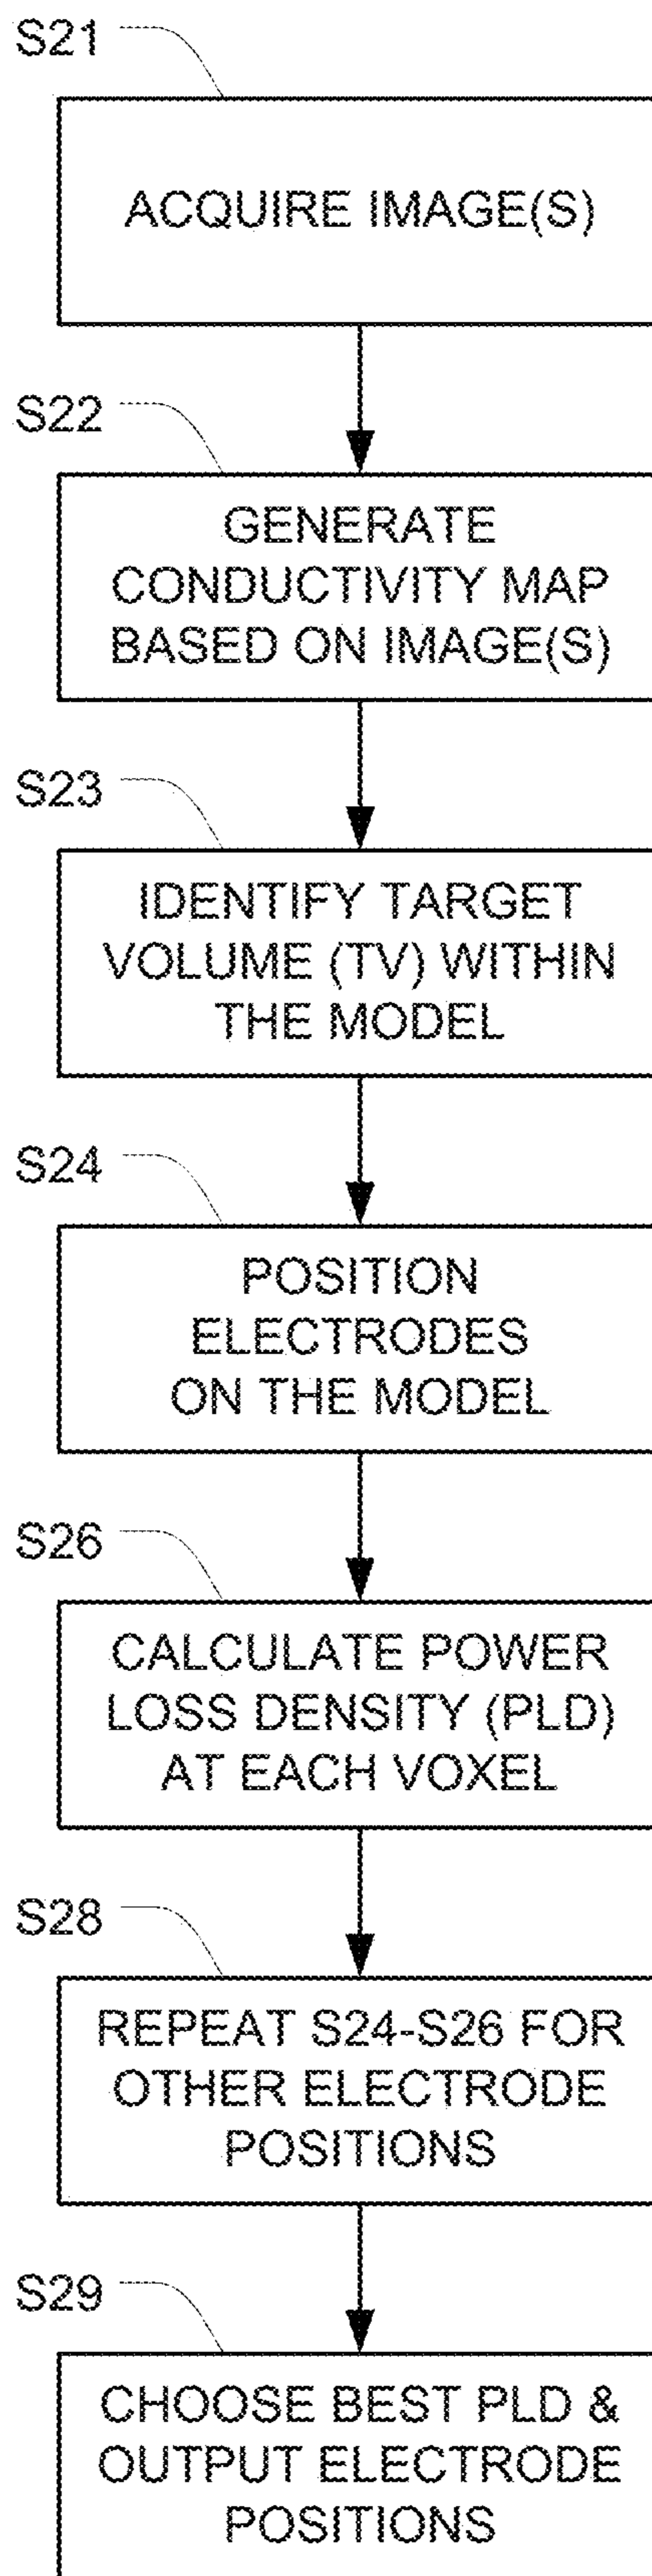 S21
ACQUIRE IMAGE(S)
S22
GENERATE
CONDUCTIVITY MAP
BASED ON IMAGE(S)
S23
IDENTIFY TARGET
VOLUME (TV) WITHIN
THE MODEL
S24
POSITION
ELECTRODES
ON THE MODEL
S26
CALCULATE POWER
LOSS DENSITY (PLD)
AT EACH VOXEL
S28
REPEAT S24-S26 FOR
OTHER ELECTRODE
POSITIONS
S29
CHOOSE BEST PLD &
OUTPUT ELECTRODE
POSITIONS